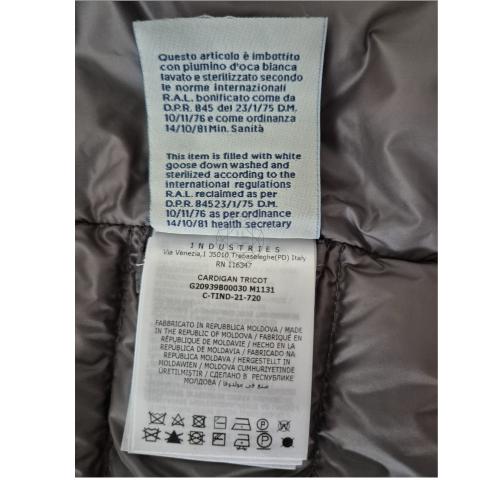 Questo articolo è imbottito
con piumino d'oca bianca
lavato e sterilizzato secondo
le norme internazionali
R.A.L. bonificato come da
D.P.R. 845 del 23/1/75 D.M.
10/11/76 e come ordinanza
14/10/81 Min. Sanità
This item is filled with white
goose down washed and
sterilized according to the
international regulations
R.A.L. reclaimed as per
D.P.R. 84523/1/75 D.M.
10/11/76 as per ordinance
14/10/81 health secretary
INDUSTRIES
Via Venezia,1 35010 Trebaseleghe(PD) Italy
RN 116347
CARDIGAN TRICOT
G20939B00030 M1131
C-TIND-21-720
FABBRICATO IN REPUBBLICA MOLDOVA / MADE
IN THE REPUBLIC OF MOLDOVA / FABRIQUÉ EN
RÉPUBLIQUE DE MOLDAVIE / HECHO EN LA
REPÚBLICA DE MOLDAVIA / FABRICADO NA
REPÚBLICA MOLDAVA / HERGESTELLT IN
MOLDAWIEN / MOLDOVA CUMHURIYETINDE
ÜRETILMIŞTIR / СДЕЛАНО В РЕСПУБЛИКЕ
МОЛДОВА / صنع في مولدوفا